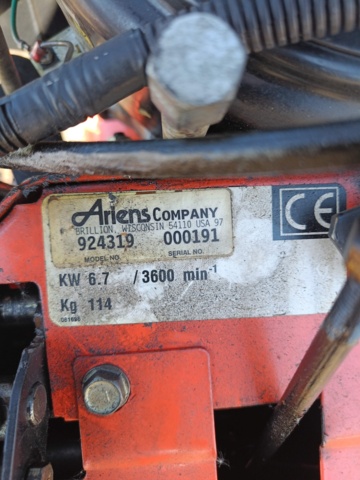 Ariens COMPANY
BRILLION, WISCONSIN 54110 USA 97
924319 000191
MODEL NO. SERIAL NO.
CE
KW 6.7 / 3600 min⁻¹
Kg 114